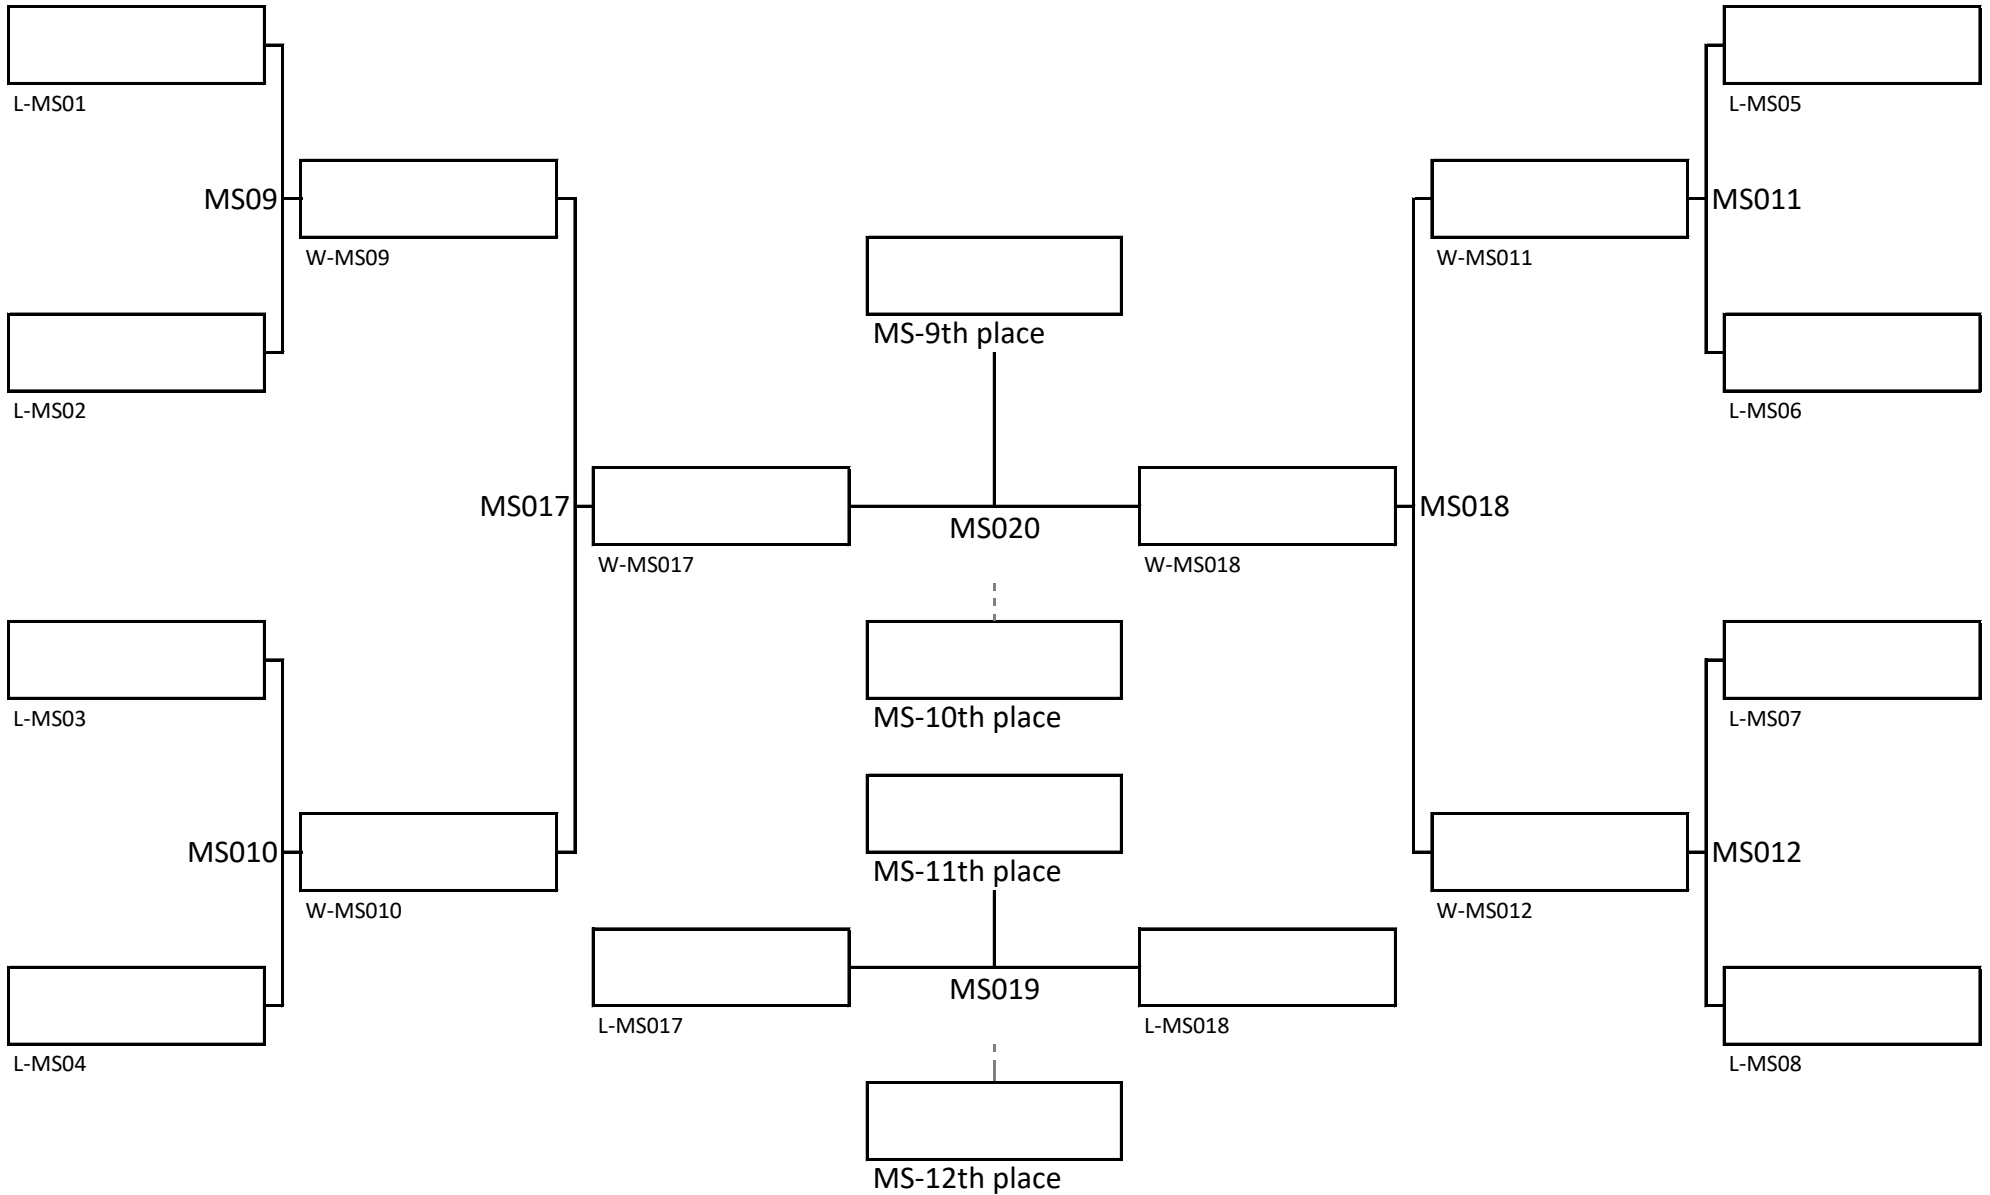 L-MS01
L-MS05
MS09
MS011
W-MS09
W-MS011
MS-9th place
L-MS02
L-MS06
MS017
MS018
MS020
W-MS017
W-MS018
L-MS03
MS-10th place
L-MS07
MS010
MS012
MS-11th place
W-MS010
W-MS012
MS019
L-MS017
L-MS018
L-MS04
L-MS08
MS-12th place